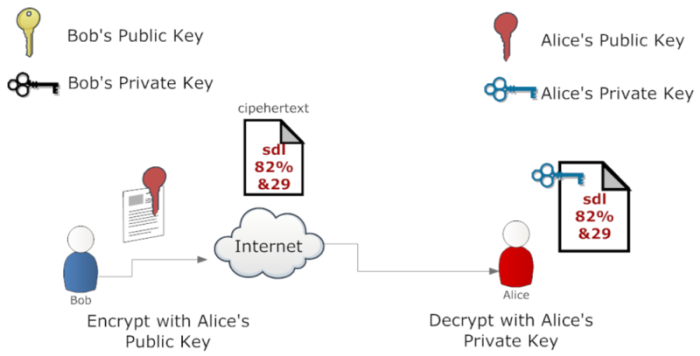 Bob's Public Key
Bob's Private Key
Alice's Public Key
Alice's Private Key
cipehertext
sdl
82%
&29
Internet
sdl
82%
&29
Bob
Alice
Encrypt with Alice's
Public Key
Decrypt with Alice's
Private Key